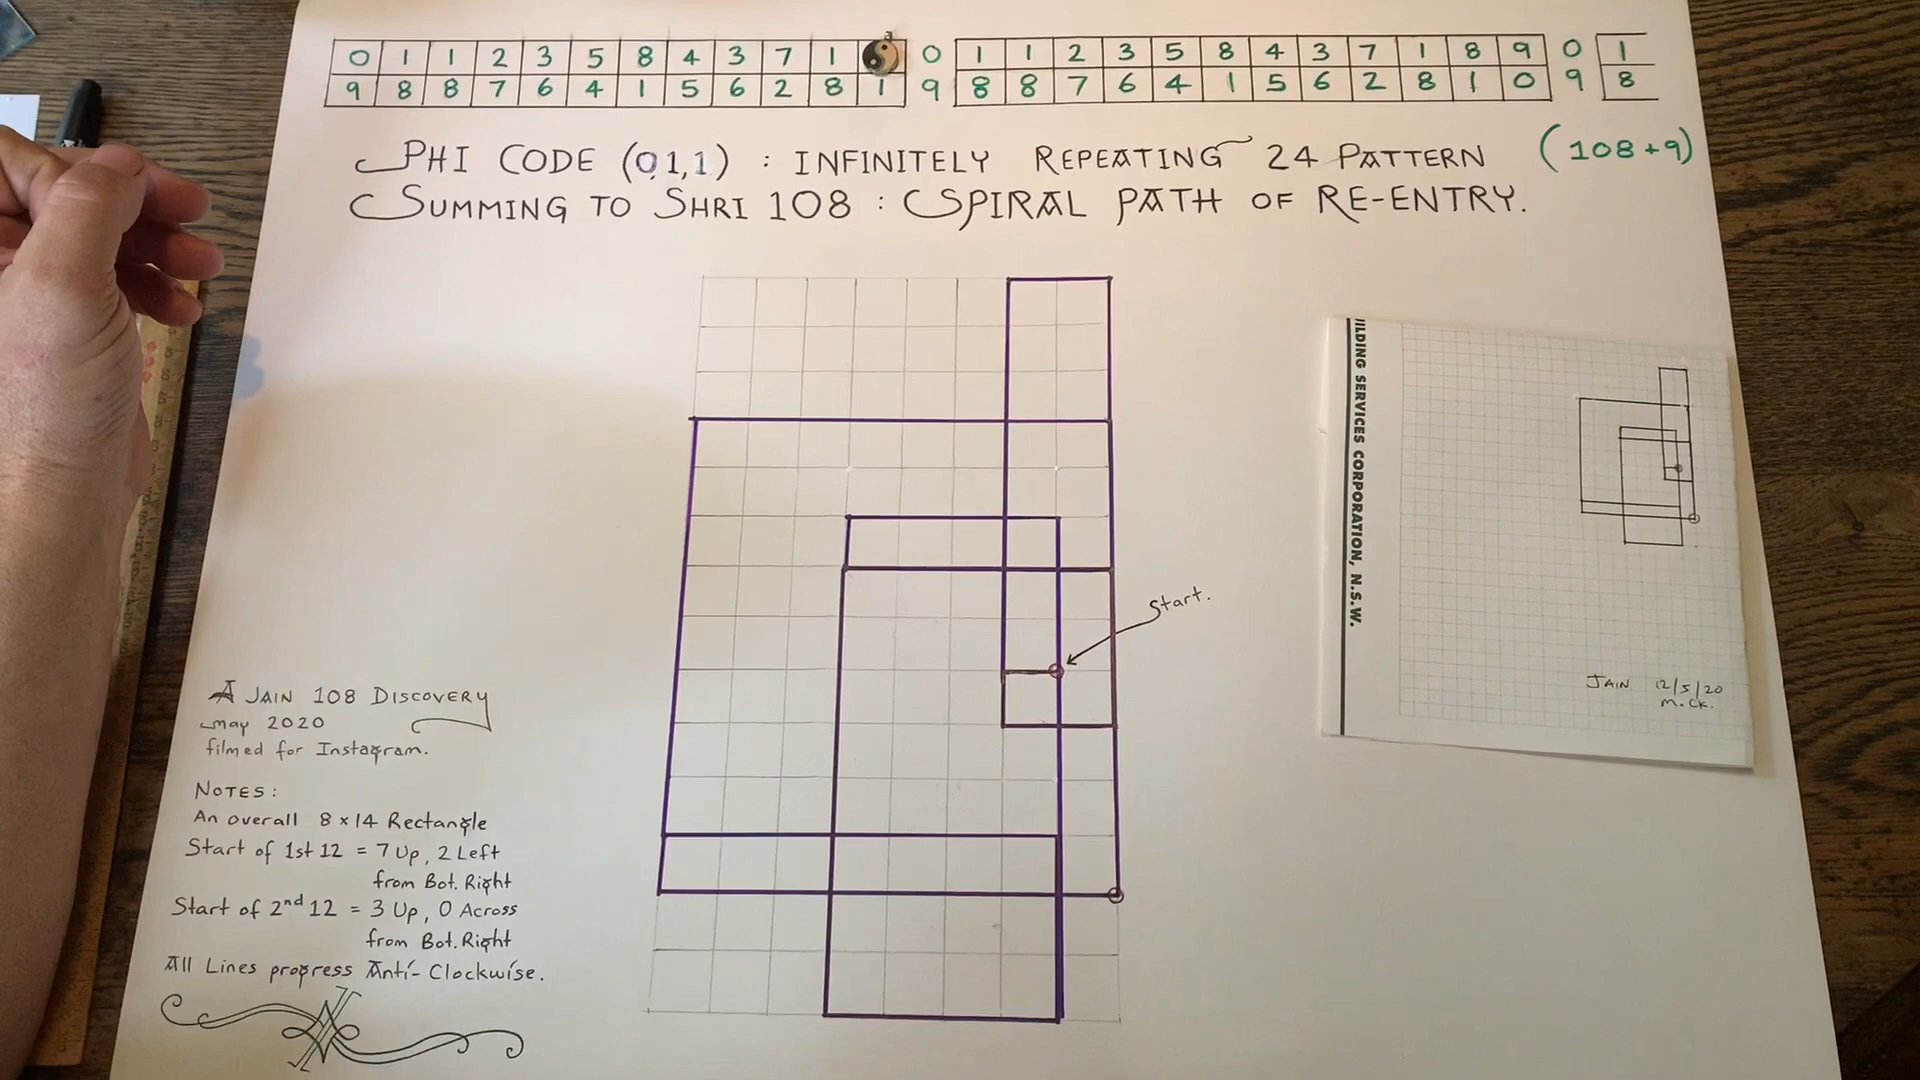 0 1 1 2 3 5 8 4 3 7 1 0 1 1 2 3 5 8 4 3 7 1 8 9 0 1
9 8 8 7 6 4 1 5 6 2 8 1 9 8 8 7 6 4 1 5 6 2 8 1 0 9 8
PHI CODE (0,1,1) : INFINITELY REPEATING 24 PATTERN (108+9)
SUMMING TO SHRI 108 : SPIRAL PATH OF RE-ENTRY.
Start.
A JAIN 108 DISCOVERY
may 2020
filmed for Instagram.
NOTES:
An overall 8x14 Rectangle
Start of 1st 12 = 7 Up, 2 Left
from Bot. Right
Start of 2nd 12 = 3 Up, 0 Across
from Bot. Right
All Lines progress Anti-Clockwise.
ILDING SERVICES CORPORATION, N.S.W.
JAIN 12/5/20
M.CK.